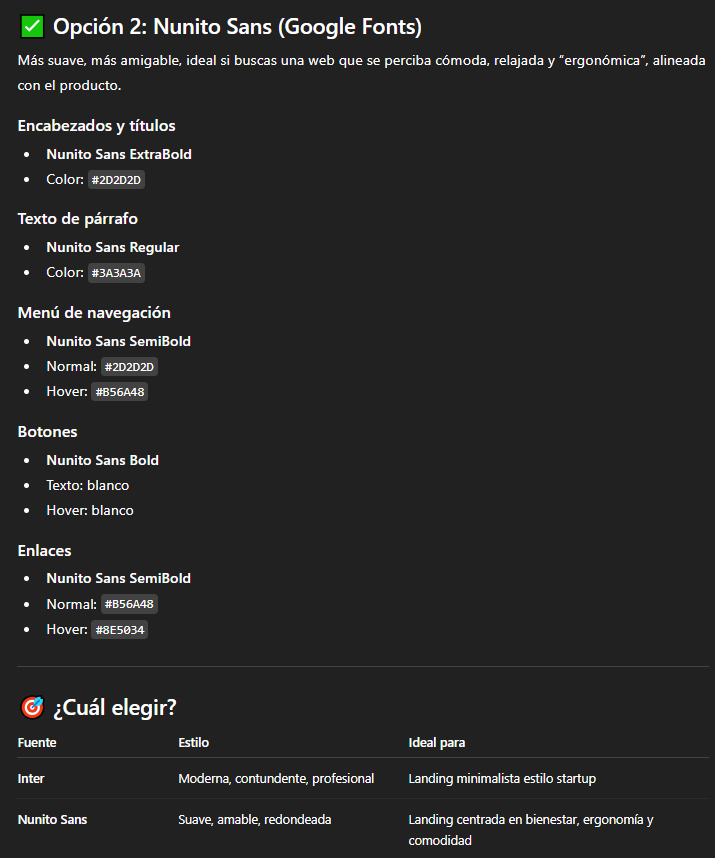 ✅ Opción 2: Nunito Sans (Google Fonts)
Más suave, más amigable, ideal si buscas una web que se perciba cómoda, relajada y “ergonómica”, alineada
con el producto.
Encabezados y títulos
• Nunito Sans ExtraBold
• Color: #2D2D2D
Texto de párrafo
• Nunito Sans Regular
• Color: #3A3A3A
Menú de navegación
• Nunito Sans SemiBold
• Normal: #2D2D2D
• Hover: #B56A48
Botones
• Nunito Sans Bold
• Texto: blanco
• Hover: blanco
Enlaces
• Nunito Sans SemiBold
• Normal: #B56A48
• Hover: #8E5034
🎯 ¿Cuál elegir?
Fuente Estilo Ideal para
Inter Moderna, contundente, profesional Landing minimalista estilo startup
Nunito Sans Suave, amable, redondeada Landing centrada en bienestar, ergonomía y
comodidad